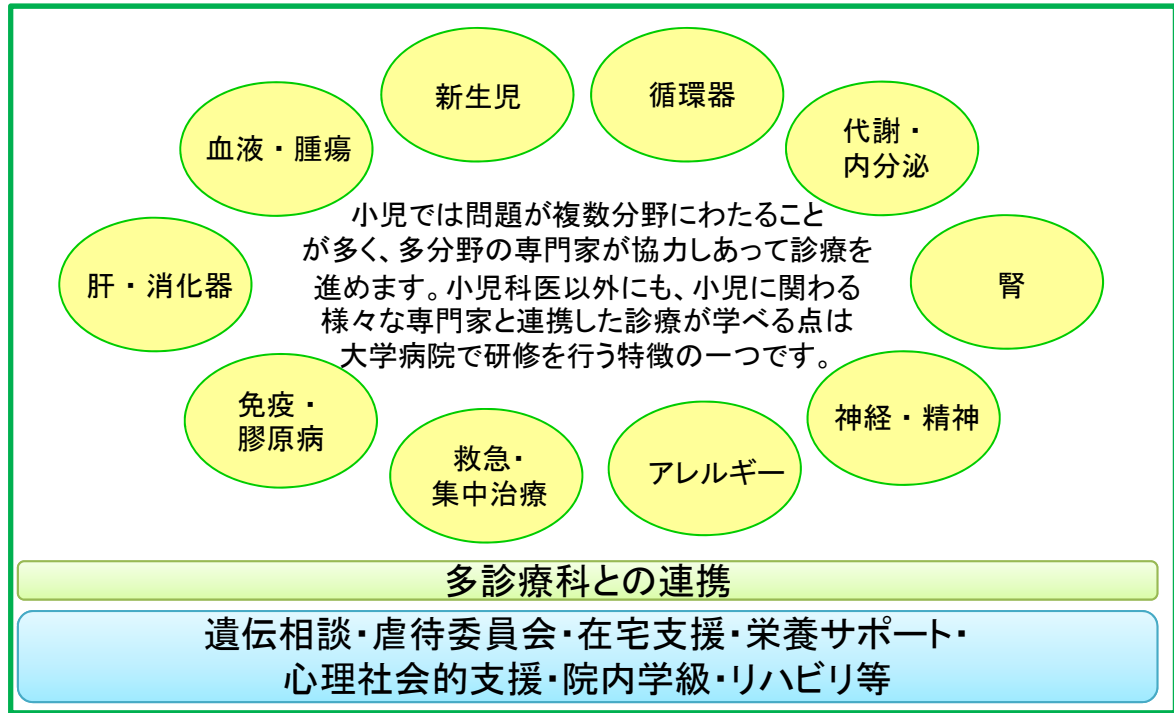 新生児
循環器
血液・腫瘍
代謝・
内分泌
小児では問題が複数分野にわたること
が多く、多分野の専門家が協力しあって診療を
進めます。小児科医以外にも、小児に関わる
様々な専門家と連携した診療が学べる点は
大学病院で研修を行う特徴の一つです。
肝・消化器
腎
免疫・
膠原病
神経・精神
救急・
集中治療
アレルギー
多診療科との連携
遺伝相談・虐待委員会・在宅支援・栄養サポート・
心理社会的支援・院内学級・リハビリ等